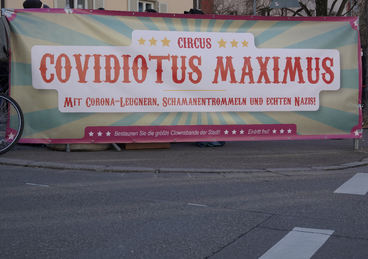 CIRCUS
COVIDIOTUS MAXIMUS
MIT CORONA-LEUGNERN, SCHAMANENTROMMELN UND ECHTEN NAZIS!
Bestaunen Sie die größte Clownsbande der Stadt! Eintritt frei!